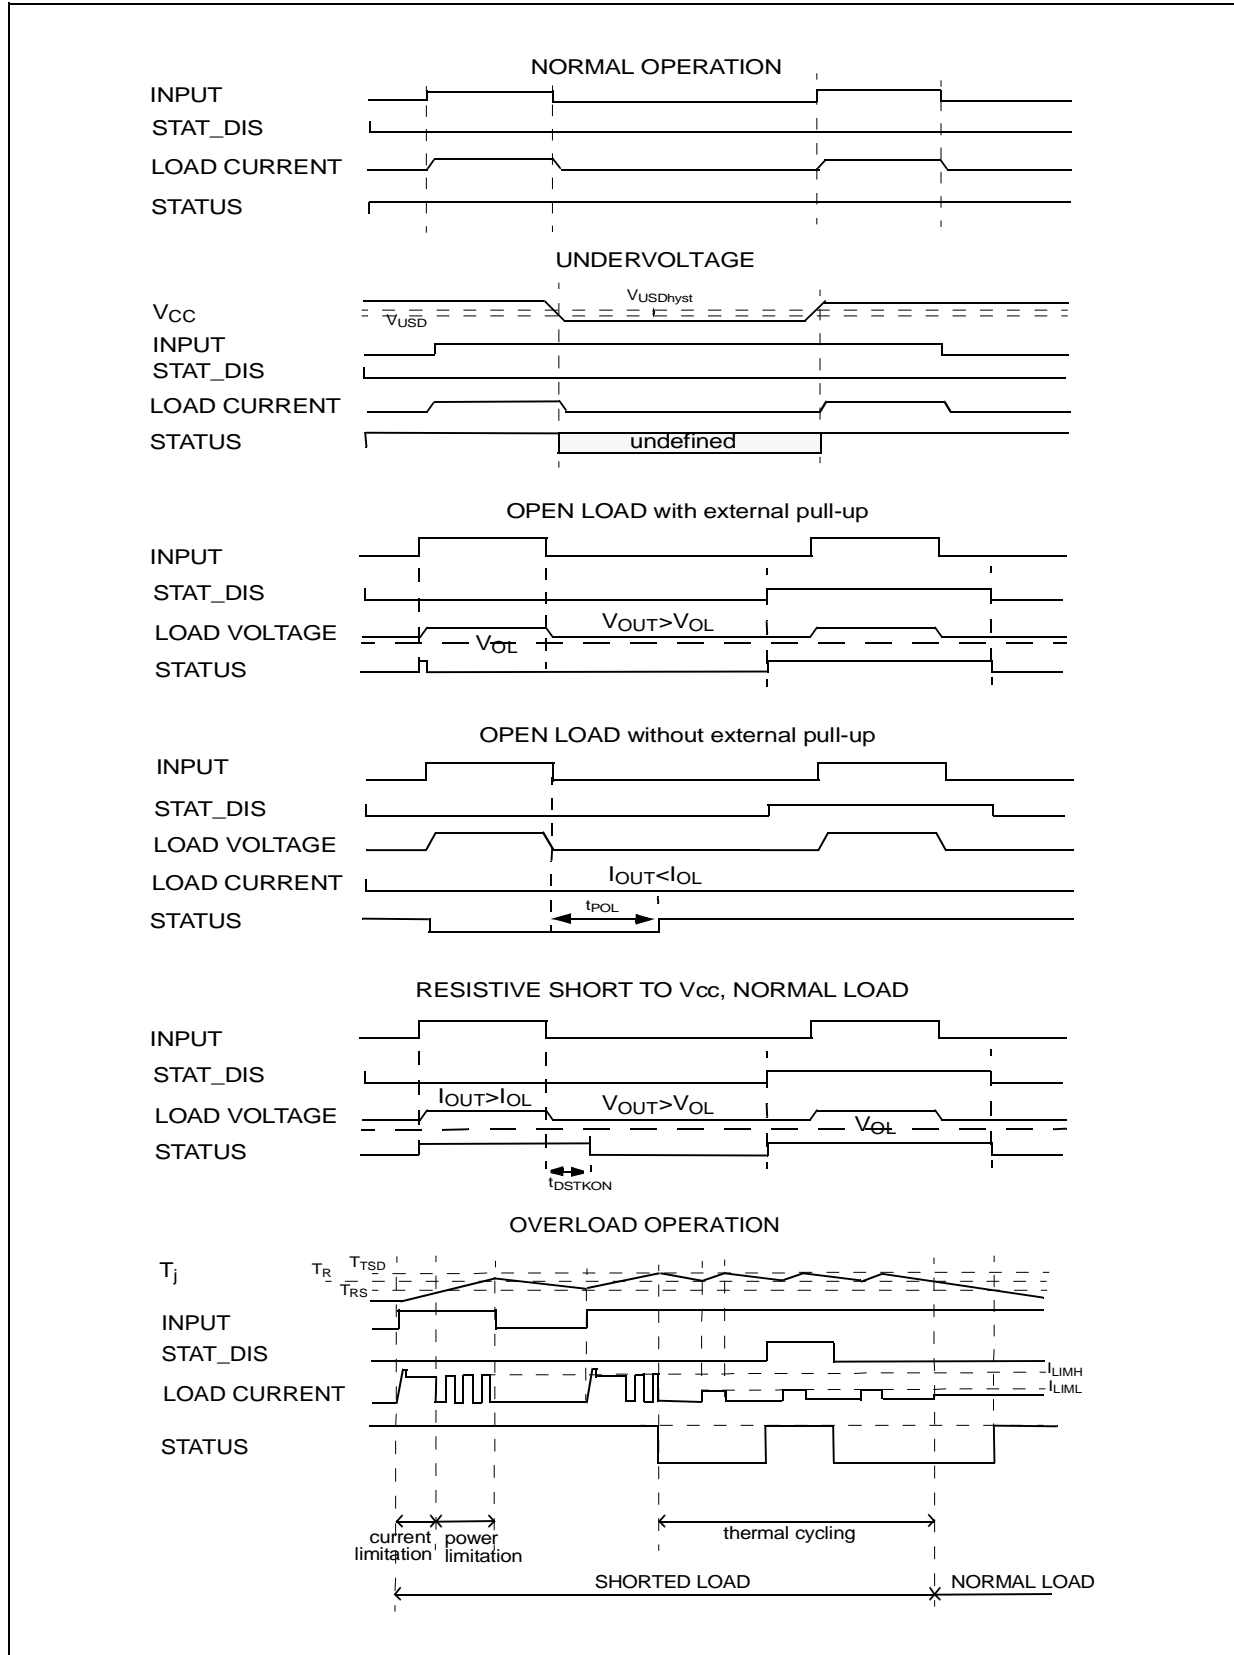 NORMAL OPERATION
INPUT
STAT_DIS
LOAD CURRENT
STATUS
UNDERVOLTAGE
VCC
VUSD
VUSDhyst
INPUT
STAT_DIS
LOAD CURRENT
STATUS
undefined
OPEN LOAD with external pull-up
INPUT
STAT_DIS
LOAD VOLTAGE
VOUT>VOL
VOL
STATUS
OPEN LOAD without external pull-up
INPUT
STAT_DIS
LOAD VOLTAGE
LOAD CURRENT
IOUT<IOL
STATUS
tPOL
RESISTIVE SHORT TO Vcc, NORMAL LOAD
INPUT
STAT_DIS
LOAD VOLTAGE
IOUT>IOL
VOUT>VOL
VOL
STATUS
tDSTKON
OVERLOAD OPERATION
Tj
TR
TTSD
TRS
INPUT
STAT_DIS
LOAD CURRENT
ILIMH
ILIML
STATUS
current
limitation
power
limitation
thermal cycling
SHORTED LOAD
NORMAL LOAD